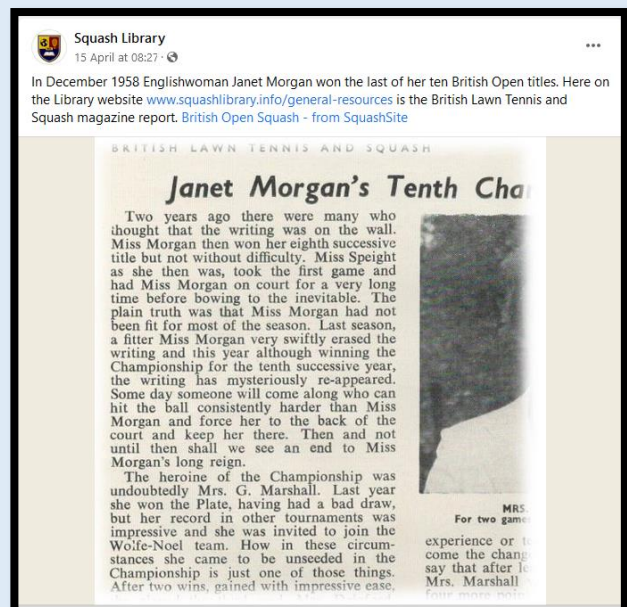 Squash Library
15 April at 08:27 ·
In December 1958 Englishwoman Janet Morgan won the last of her ten British Open titles. Here on
the Library website www.squashlibrary.info/general-resources is the British Lawn Tennis and
Squash magazine report. British Open Squash - from SquashSite
BRITISH LAWN TENNIS AND SQUASH
Janet Morgan's Tenth Cha
Two years ago there were many who
thought that the writing was on the wall.
Miss Morgan then won her eighth successive
title but not without difficulty. Miss Speight
as she then was, took the first game and
had Miss Morgan on court for a very long
time before bowing to the inevitable. The
plain truth was that Miss Morgan had not
been fit for most of the season. Last season,
a fitter Miss Morgan very swiftly erased the
writing and this year although winning the
Championship for the tenth successive year,
the writing has mysteriously re-appeared.
Some day someone will come along who can
hit the ball consistently harder than Miss
Morgan and force her to the back of the
court and keep her there. Then and not
until then shall we see an end to Miss
Morgan's long reign.
The heroine of the Championship was
undoubtedly Mrs. G. Marshall. Last year
she won the Plate, having had a bad draw,
but her record in other tournaments was
impressive and she was invited to join the
Wolfe-Noel team. How in these circum-
stances she came to be unseeded in the
Championship is just one of those things.
After two wins, gained with impressive ease,
MRS.
For two game
experience or
come the chang
say that after
Mrs. Marshall
four more